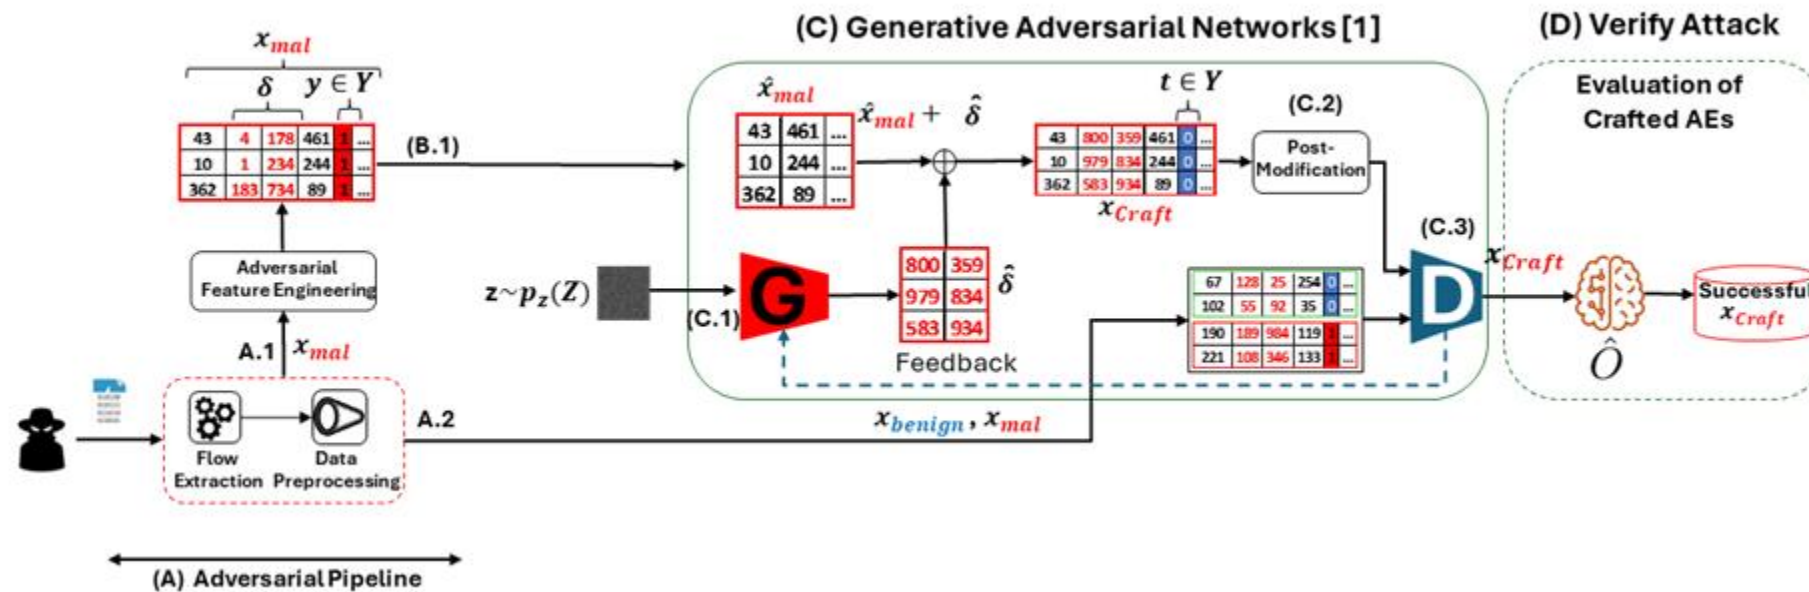 (C) Generative Adversarial Networks [1]
(D) Verify Attack
x_mal
δ y ∈ Y
43 4 178 461 1 ...
10 1 234 244 1 ...
362 183 734 89 1 ...
(B.1)
Adversarial
Feature Engineering
A.1 x_mal
Flow
Extraction
Data
Preprocessing
A.2
(A) Adversarial Pipeline
x̂_mal
43 461 ...
10 244 ...
362 89 ...
x̂_mal + δ̂
t ∈ Y
43 800 359 461 0 ...
10 979 834 244 0 ...
362 583 934 89 0 ...
x_Craft
(C.2)
Post-
Modification
z~p_z(Z)
(C.1)
G
800 359
979 834
583 934
δ̂
Feedback
67 128 25 254 0 ...
102 55 92 35 0 ...
190 189 984 119 1 ...
221 108 346 133 1 ...
x_benign, x_mal
(C.3)
D
x_Craft
Evaluation of
Crafted AEs
Ô
Successful
x_Craft